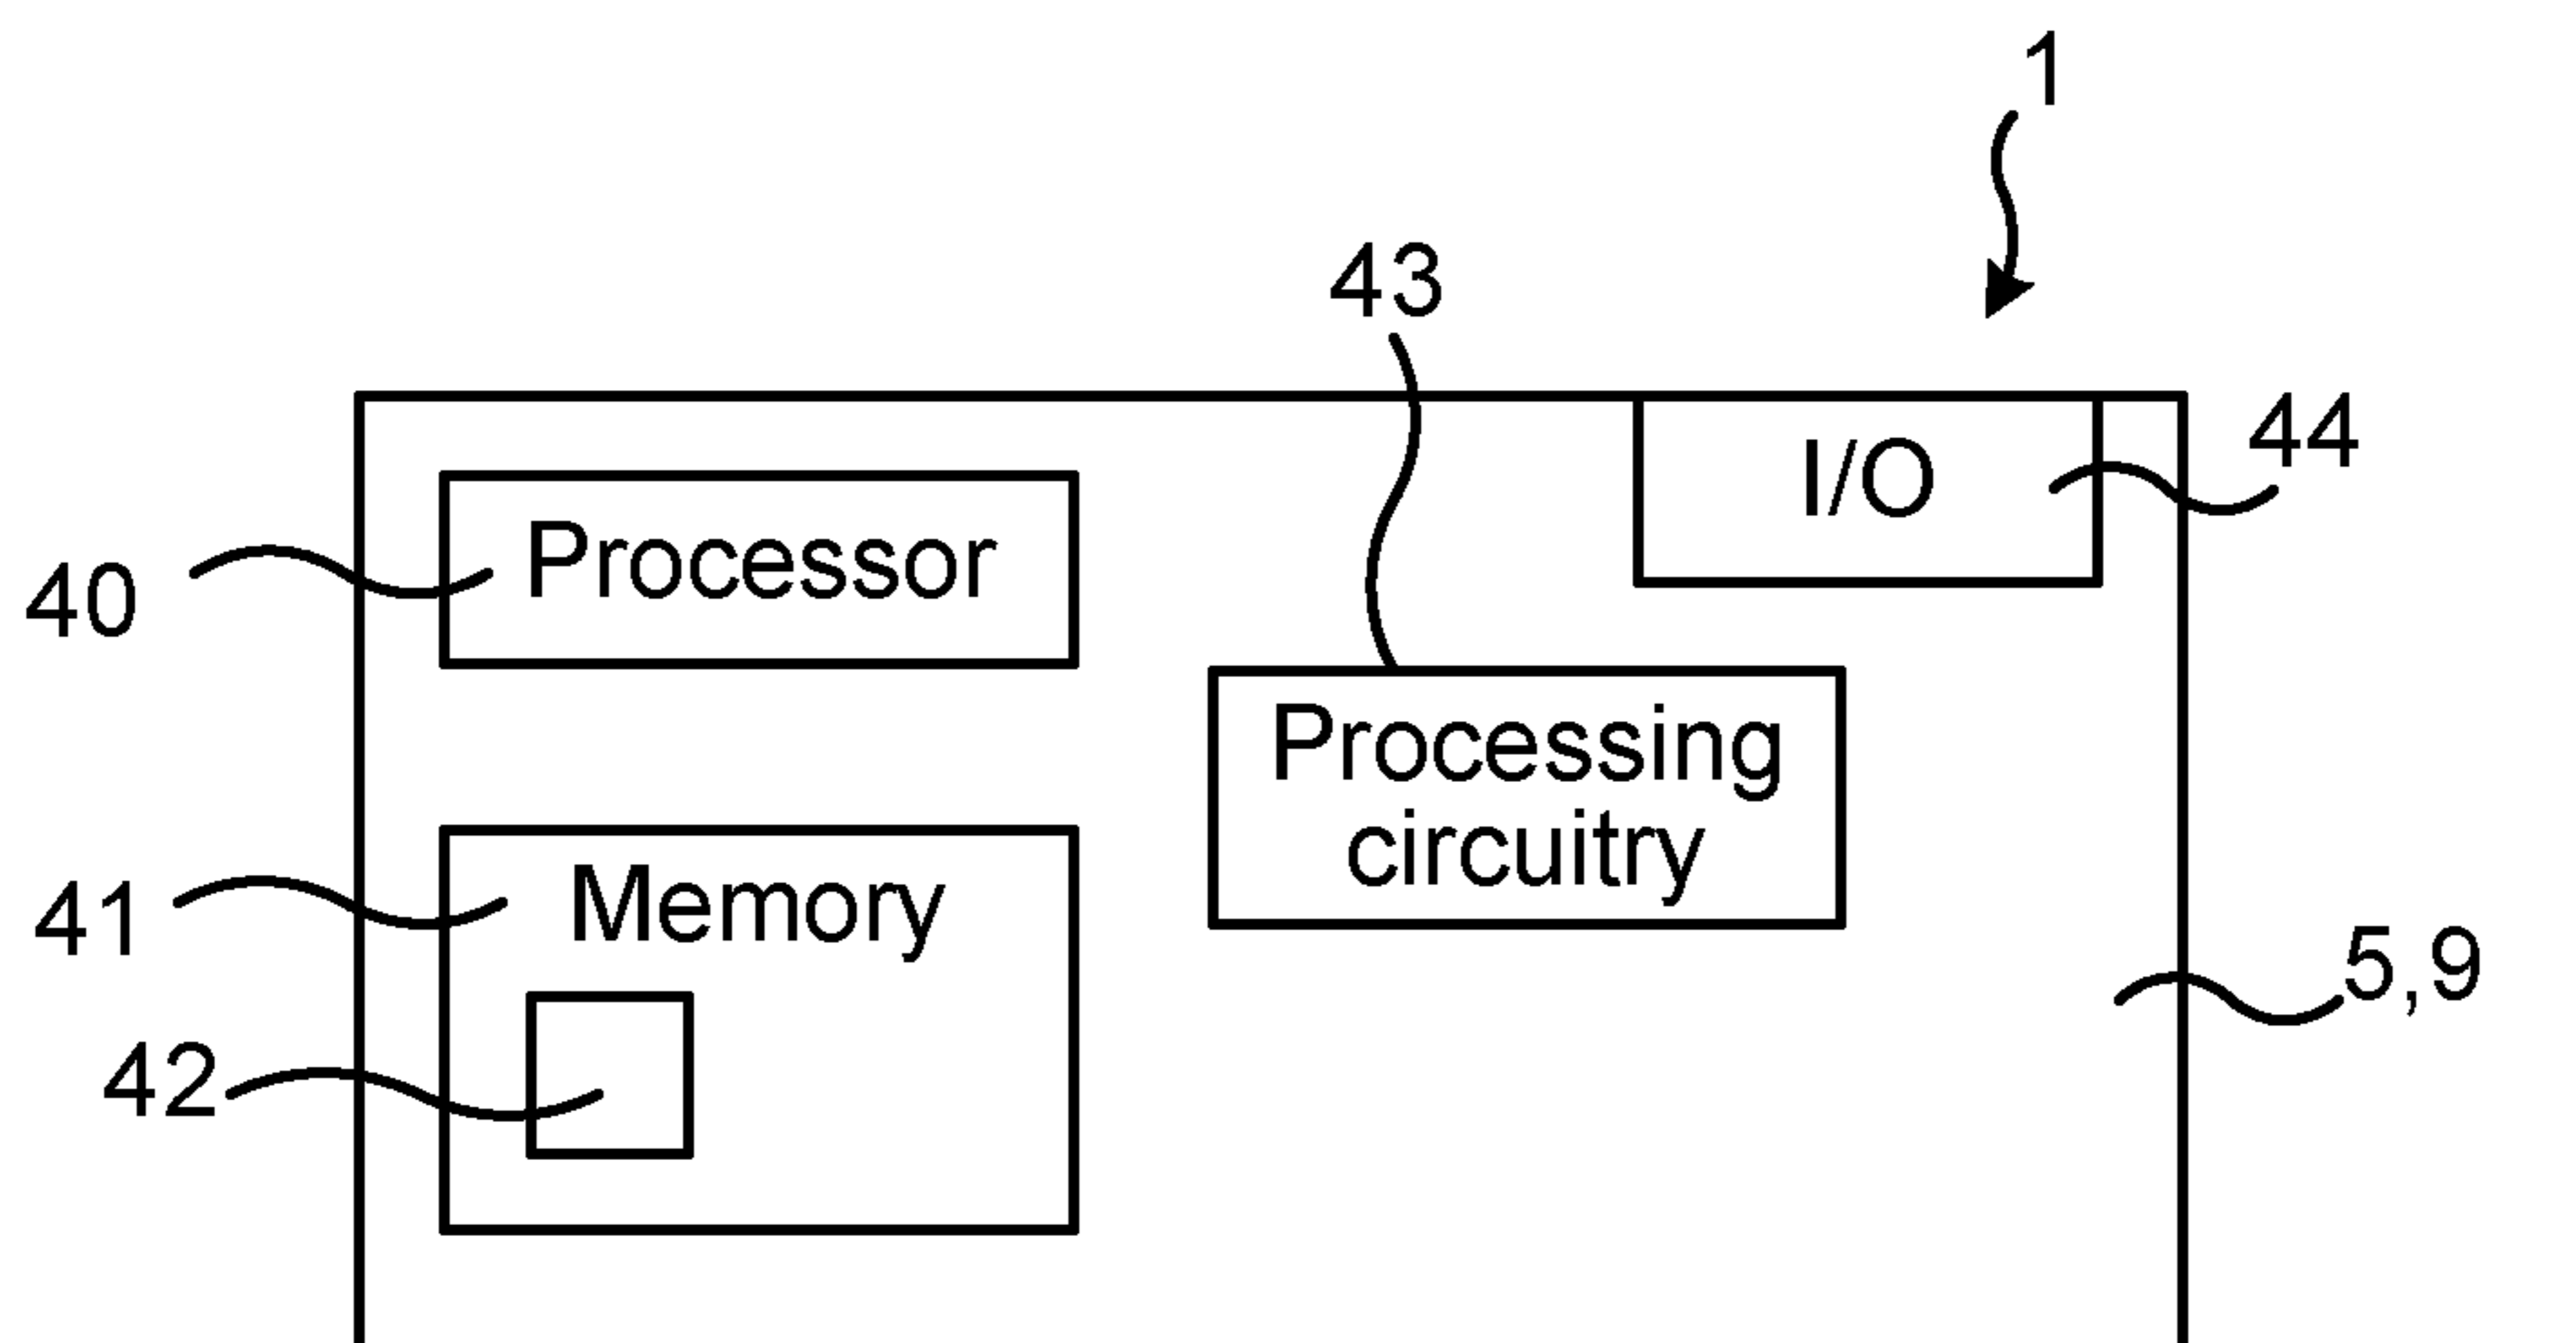 1
43
44
I/O
Processor
40
Processing
circuitry
Memory
41
5,9
42